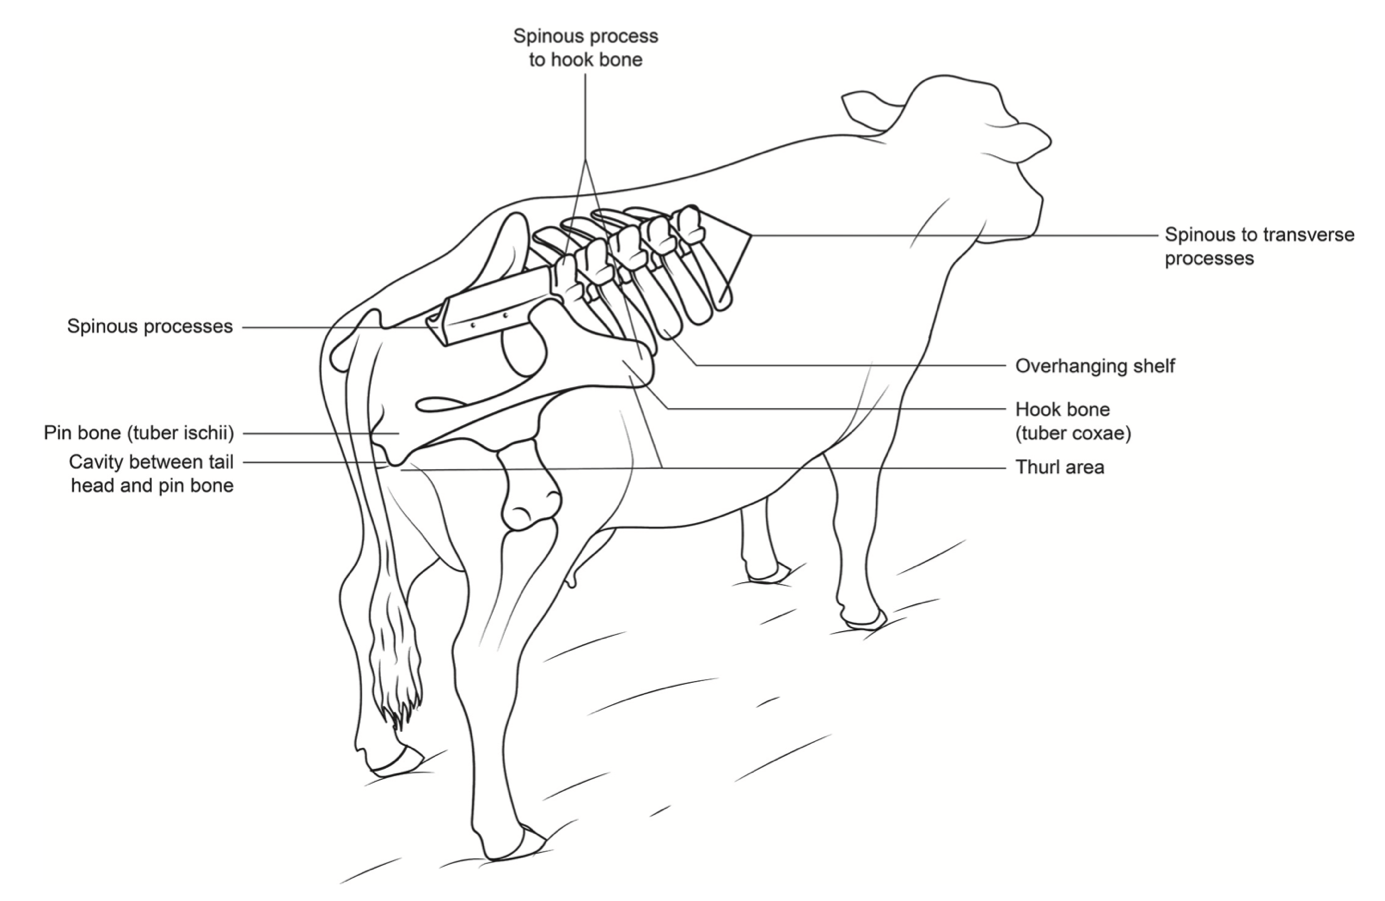 Spinous process
to hook bone
Spinous to transverse
processes
Spinous processes
Overhanging shelf
Hook bone
(tuber coxae)
Pin bone (tuber ischii)
Cavity between tail
head and pin bone
Thurl area